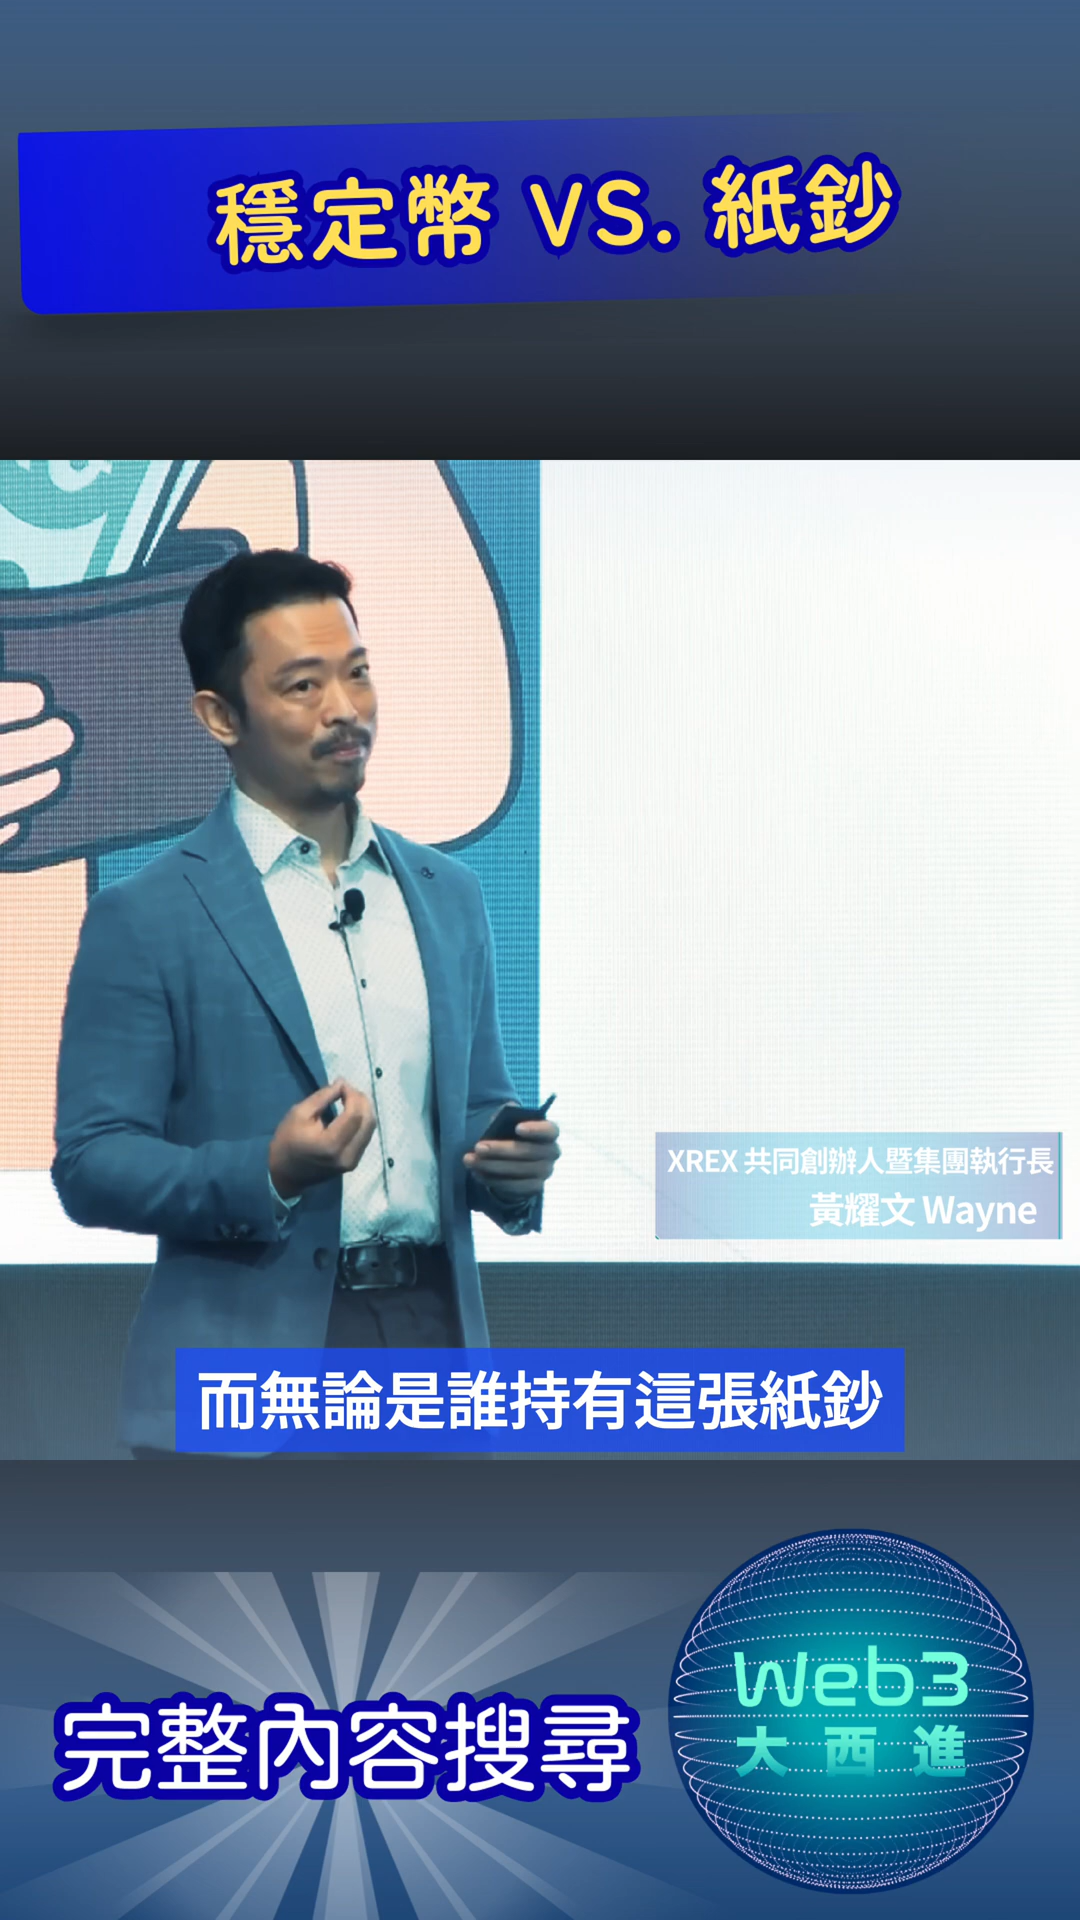 穩定幣 VS. 紙鈔
XREX 共同創辦人暨集團執行長
黃耀文 Wayne
而無論是誰持有這張紙鈔
完整內容搜尋
Web3
大西進